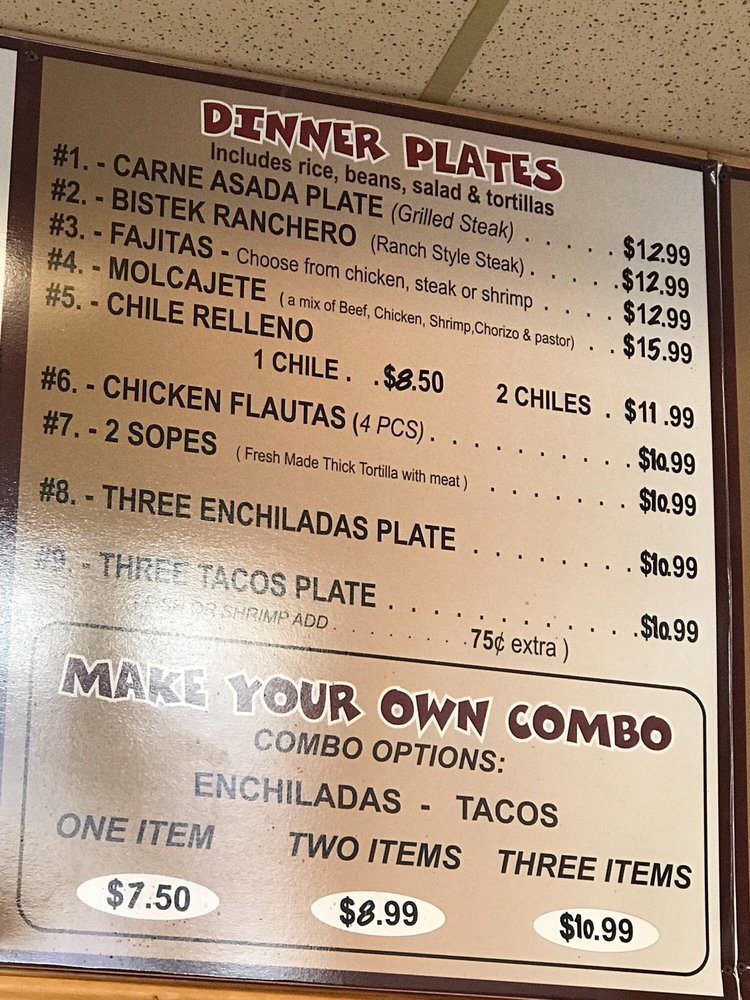 DINNER PLATES
Includes rice, beans, salad & tortillas
#1. - CARNE ASADA PLATE (Grilled Steak) . . . . . $12.99
#2. - BISTEK RANCHERO (Ranch Style Steak) . . . . . $12.99
#3. - FAJITAS - Choose from chicken, steak or shrimp . . . . $12.99
#4. - MOLCAJETE ( a mix of Beef, Chicken, Shrimp,Chorizo & pastor) . . $15.99
#5. - CHILE RELLENO
1 CHILE . . $8.50 2 CHILES . $11.99
#6. - CHICKEN FLAUTAS (4 PCS) . . . . . . . . . . $10.99
#7. - 2 SOPES ( Fresh Made Thick Tortilla with meat ) . . . . . . . $10.99
#8. - THREE ENCHILADAS PLATE . . . . . . . . $10.99
#9. - THREE TACOS PLATE . . . . . . . . . . . $10.99
FISH OR SHRIMP ADD . . . . . . . . . 75¢ extra )
MAKE YOUR OWN COMBO
COMBO OPTIONS:
ENCHILADAS - TACOS
ONE ITEM TWO ITEMS THREE ITEMS
$7.50 $8.99 $10.99